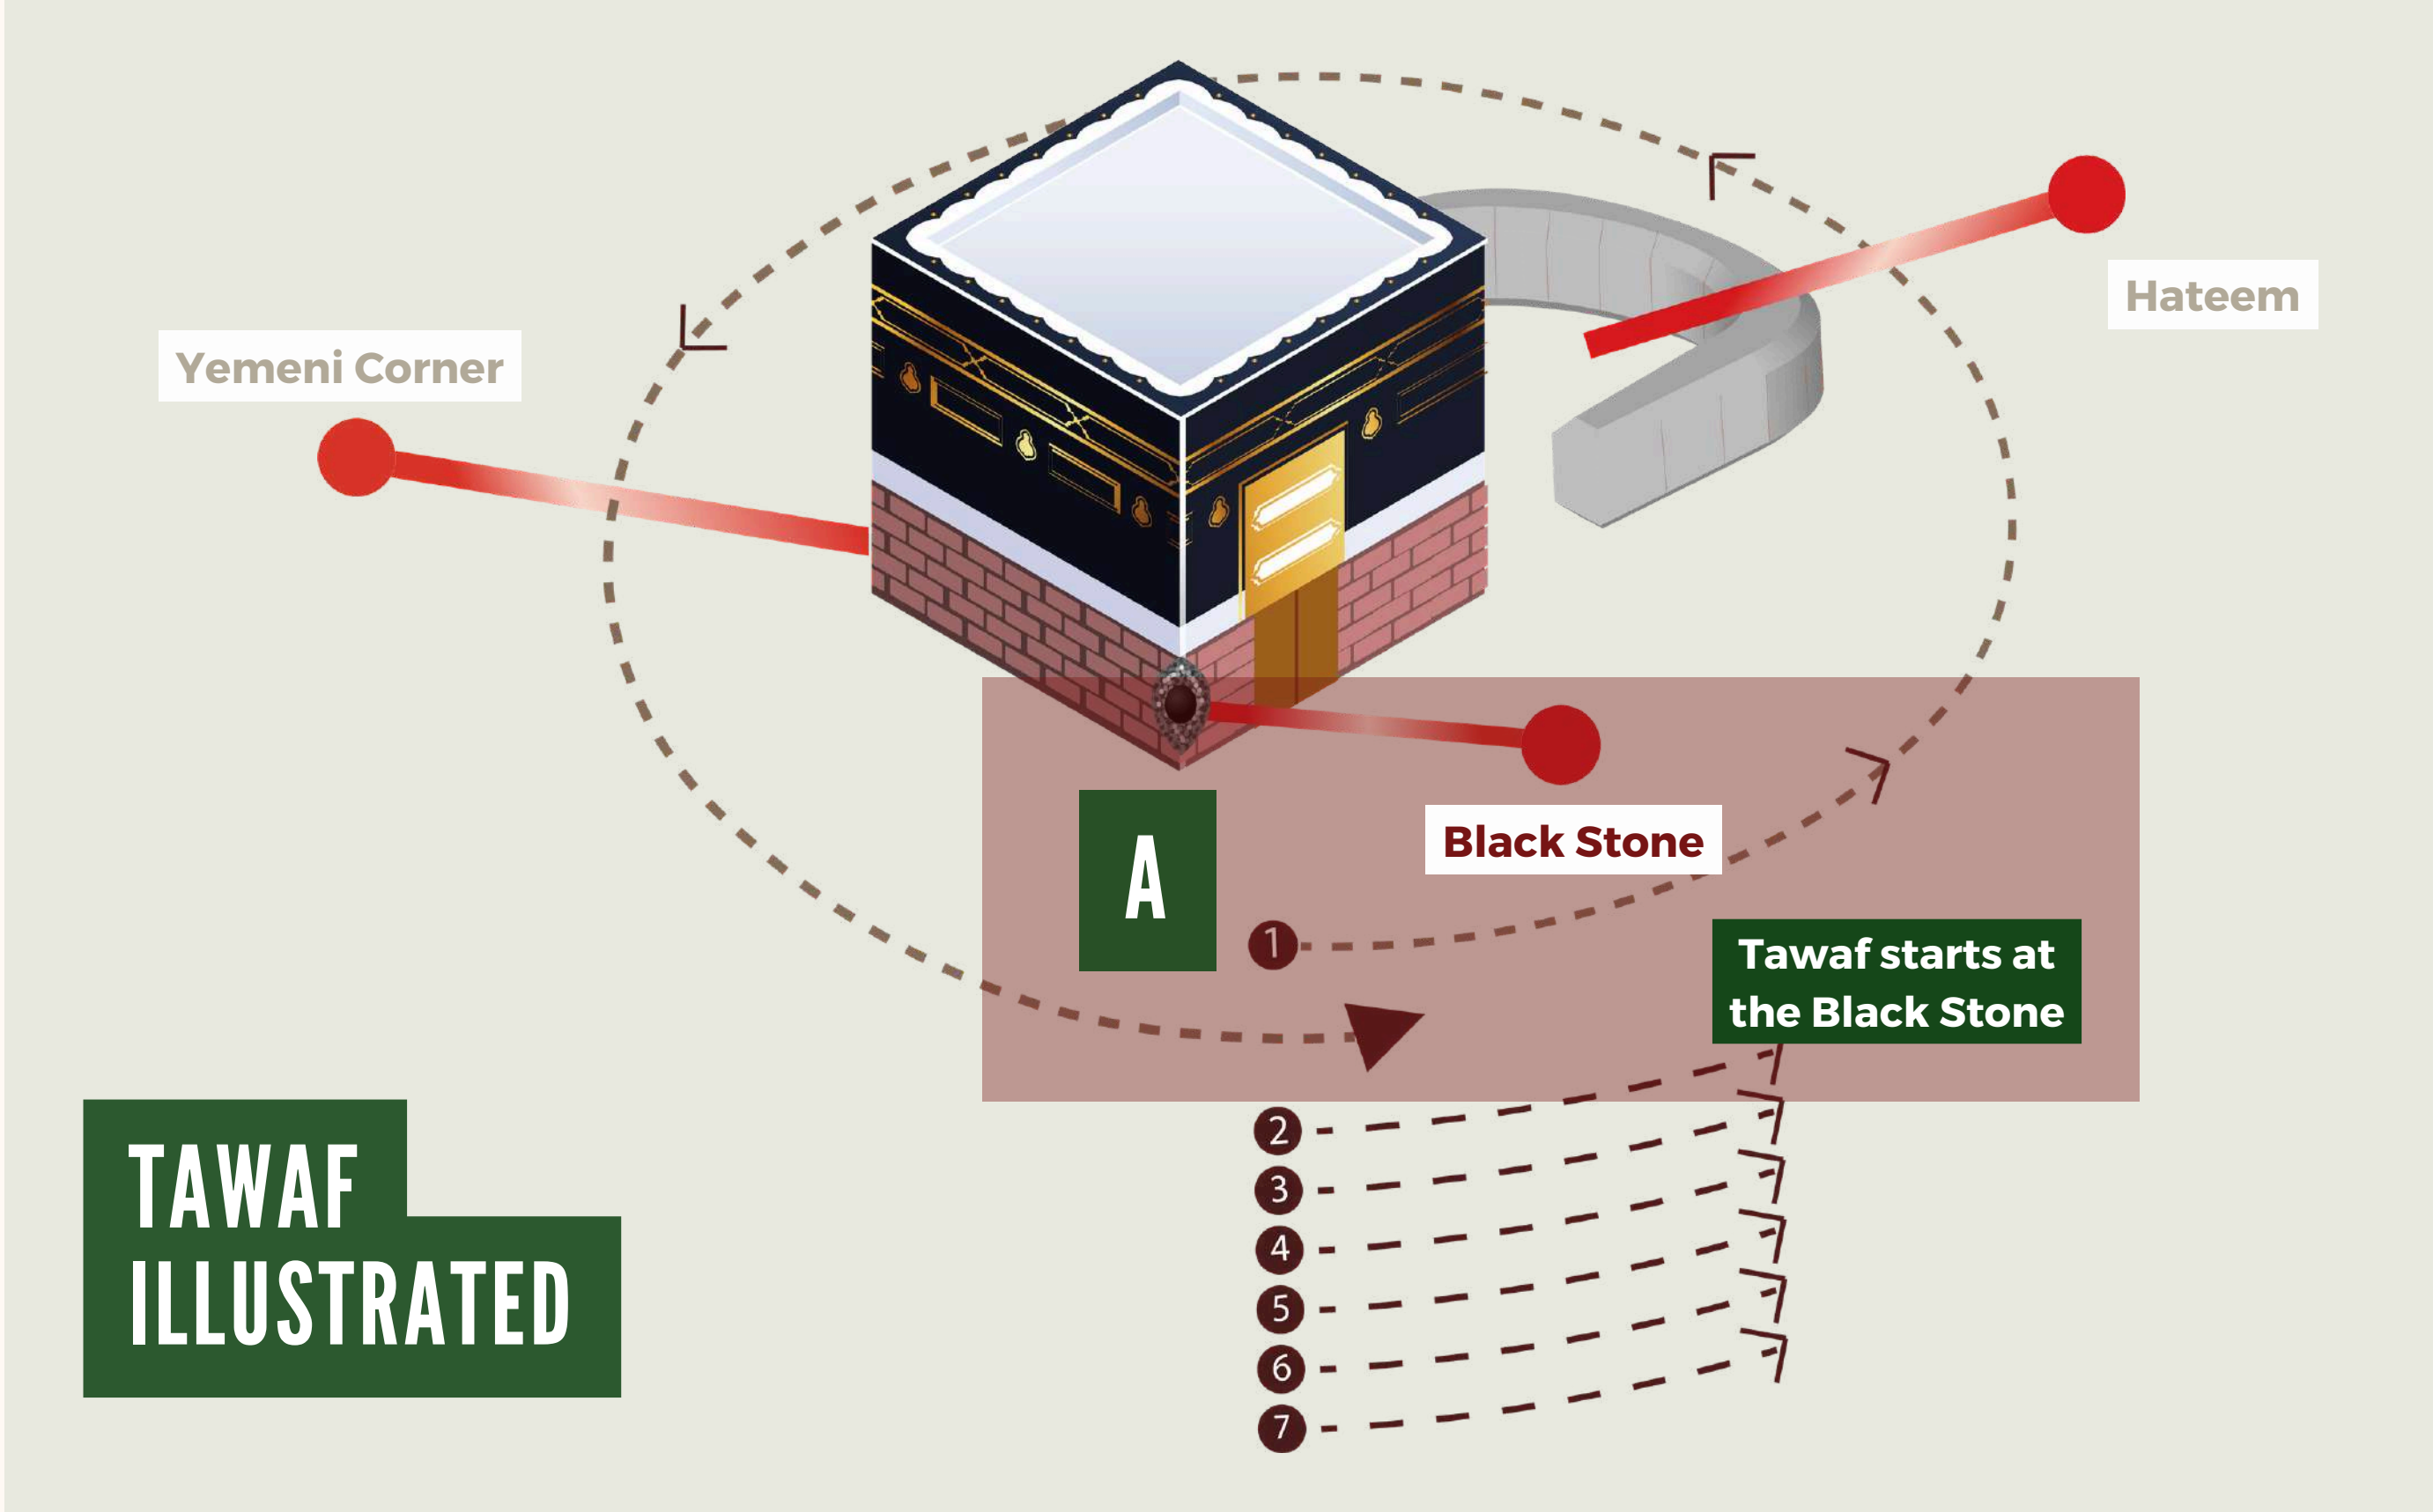 Hateem
Yemeni Corner
Black Stone
A
1
Tawaf starts at
the Black Stone
2
3
4
5
6
7
TAWAF
ILLUSTRATED